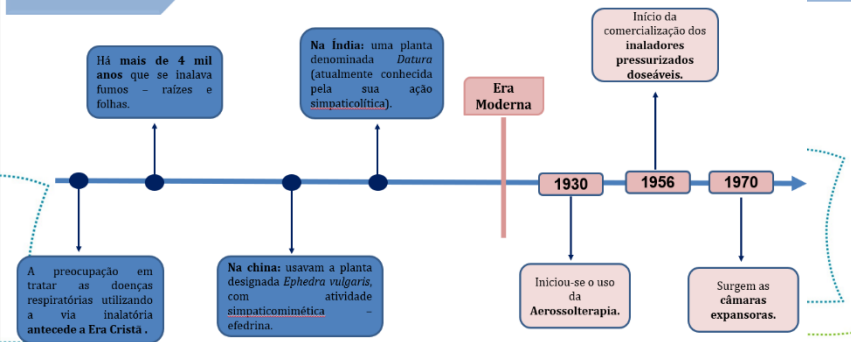 A preocupação em
tratar as doenças
respiratórias utilizando
a via inalatória
antecede a Era Cristã .
Há mais de 4 mil
anos que se inalava
fumos – raízes e
folhas.
Na china: usavam a planta
designada Ephedra vulgaris,
com atividade
simpaticomimética –
efedrina.
Na Índia: uma planta
denominada Datura
(atualmente conhecida
pela sua ação
simpaticolítica).
Era
Moderna
1930
Iniciou-se o uso
da
Aerossolterapia.
1956
Início da
comercialização dos
inaladores
pressurizados
doseáveis.
1970
Surgem as
câmaras
expansoras.